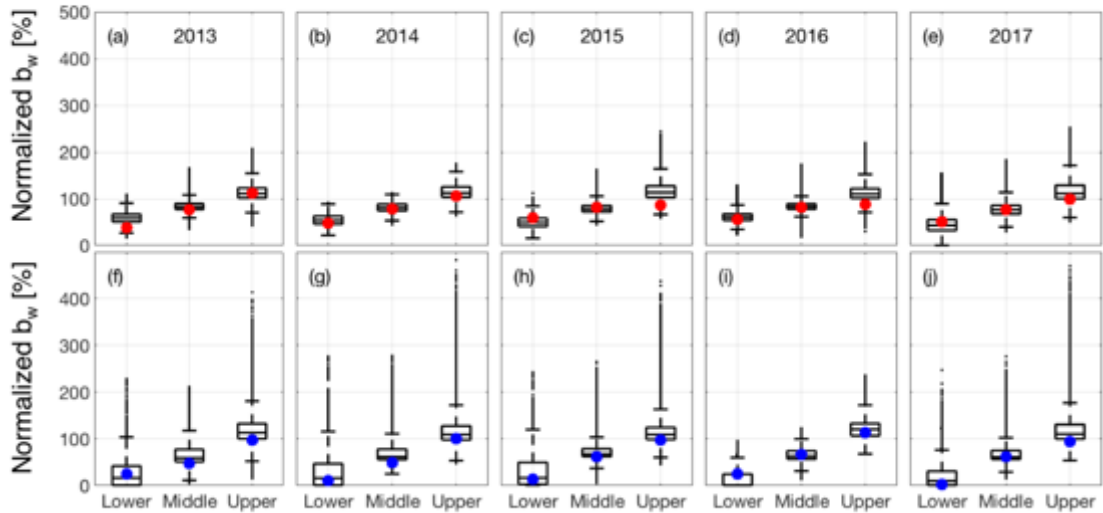 Normalized b_w [%]
500
400
300
200
100
0
(a) 2013
(b) 2014
(c) 2015
(d) 2016
(e) 2017
Normalized b_w [%]
400
300
200
100
0
(f)
(g)
(h)
(i)
(j)
Lower Middle Upper
Lower Middle Upper
Lower Middle Upper
Lower Middle Upper
Lower Middle Upper